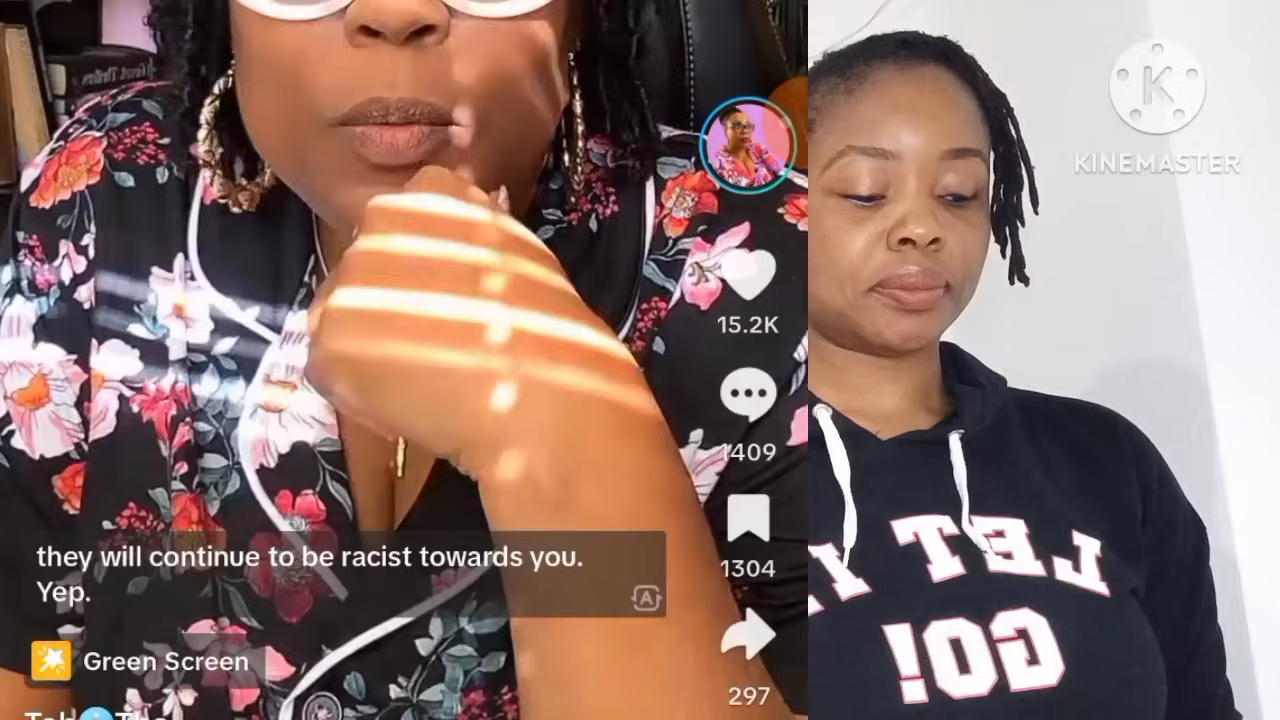 15.2K
1409
1304
297
they will continue to be racist towards you.
Yep.
A
Green Screen
K
KINEMASTER
LET I
GO!